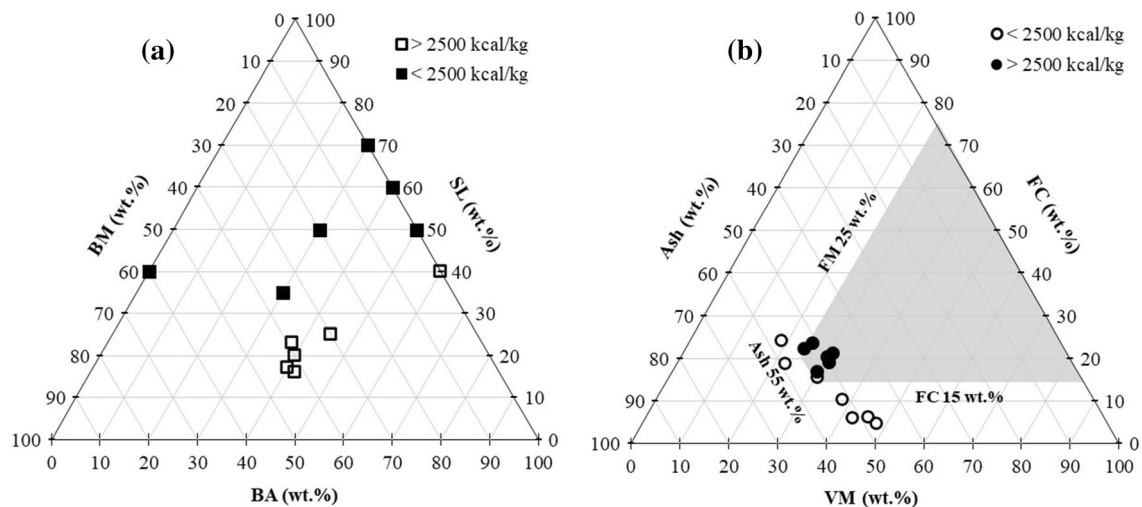 (a)
0 100
□ > 2500 kcal/kg
■ < 2500 kcal/kg
10 90
20 80
30 70
40 60
50 50
60 40
70 30
80 20
90 10
100 0
0 10 20 30 40 50 60 70 80 90 100
BM (wt.%)
SL (wt.%)
BA (wt.%)
(b)
0 100
○ < 2500 kcal/kg
● > 2500 kcal/kg
10 90
20 80
30 70
40 60
50 50
60 40
70 30
80 20
90 10
100 0
0 10 20 30 40 50 60 70 80 90 100
Ash (wt.%)
FC (wt.%)
FM 25 wt.%
Ash 55 wt.%
FC 15 wt.%
VM (wt.%)